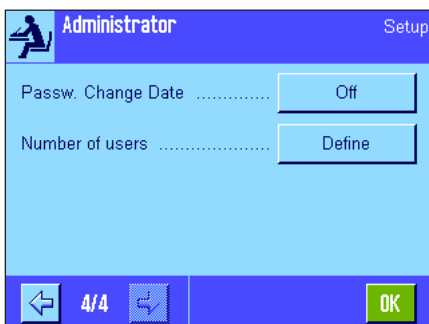 Administrator Setup
Passw. Change Date ............. Off
Number of users ..................... Define
4/4 OK